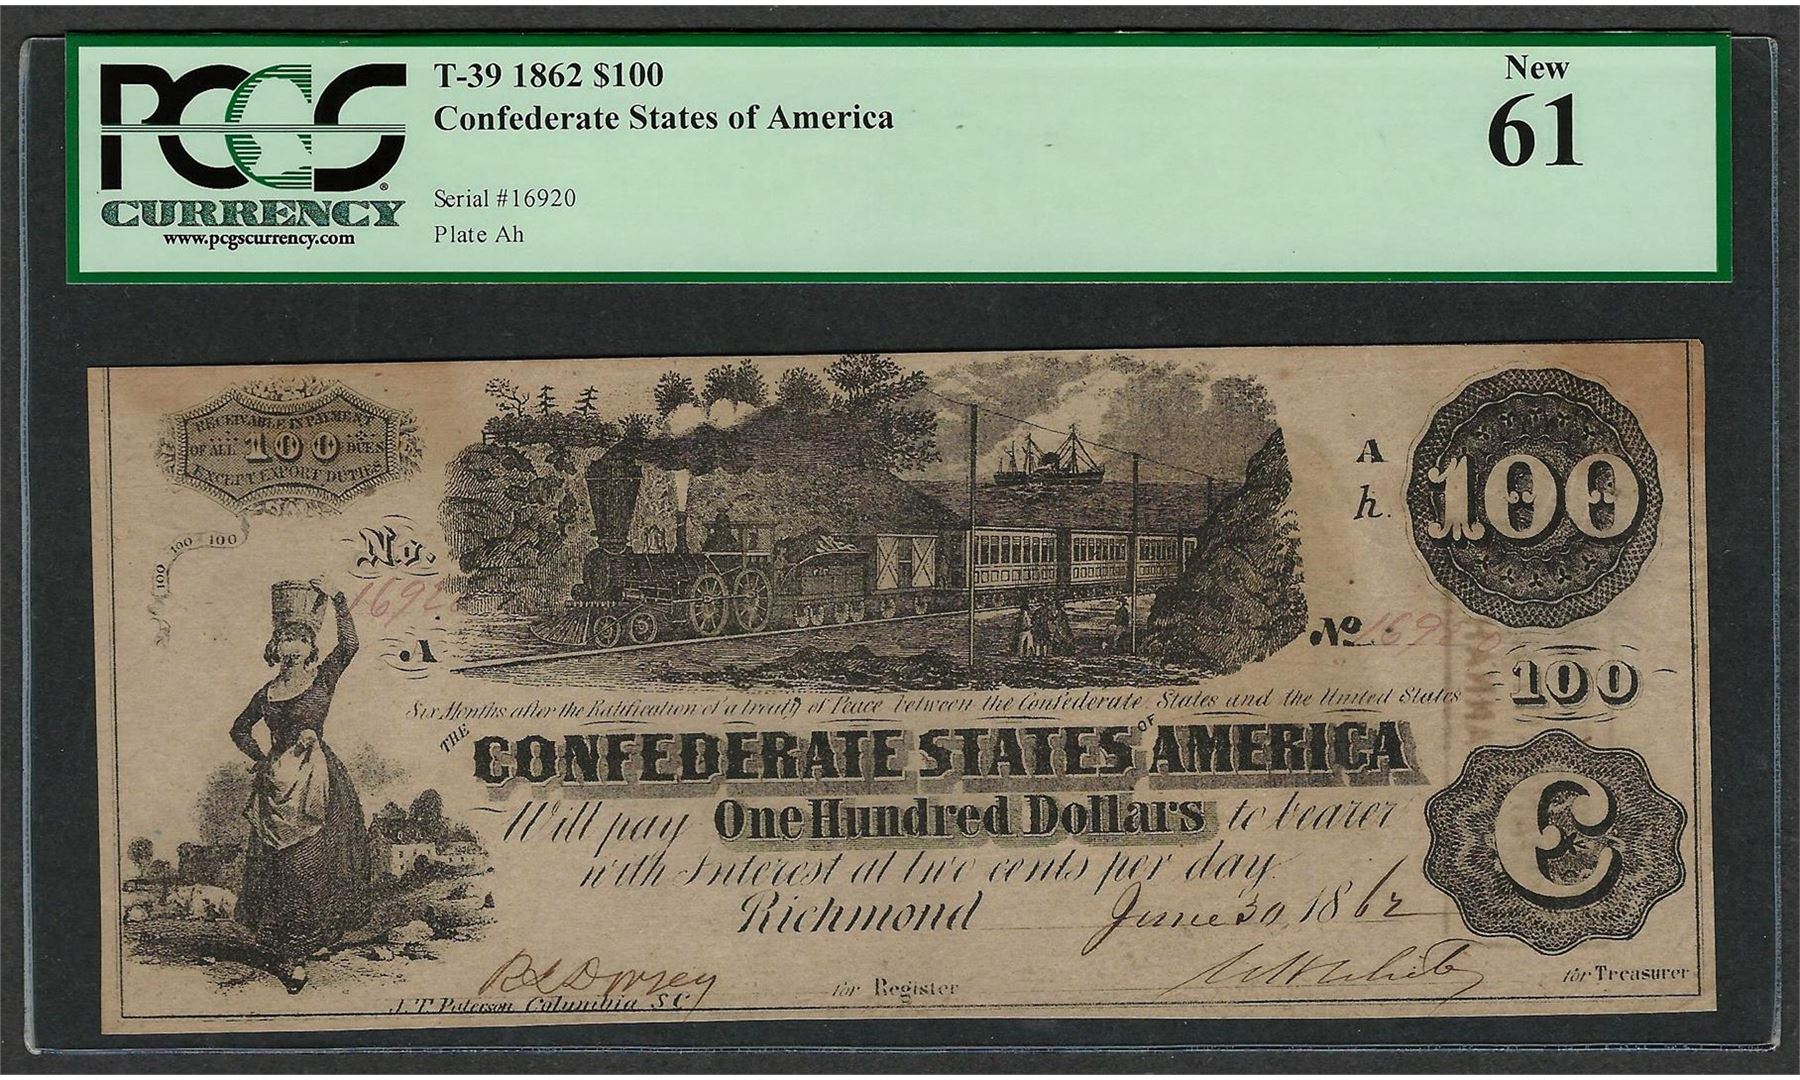 PCGS
CURRENCY
www.pcgscurrency.com
T-39 1862 $100
Confederate States of America
Serial #16920
Plate Ah
New
61
RECEIVABLE IN PAYMENT
OF ALL 100 DUES
EXCEPT EXPORT DUTIES
100 100 100
No.
16920
A
A
h.
100
No 16920
100
Six Months after the Ratification of a treaty of Peace between the Confederate States and the United States
THE
CONFEDERATE STATES OF AMERICA
Will pay One Hundred Dollars to bearer
with Interest at two cents per day
Richmond June 30, 1862
C
R L Dorsey for Register
for Treasurer
J. T. Paterson Columbia S.C.